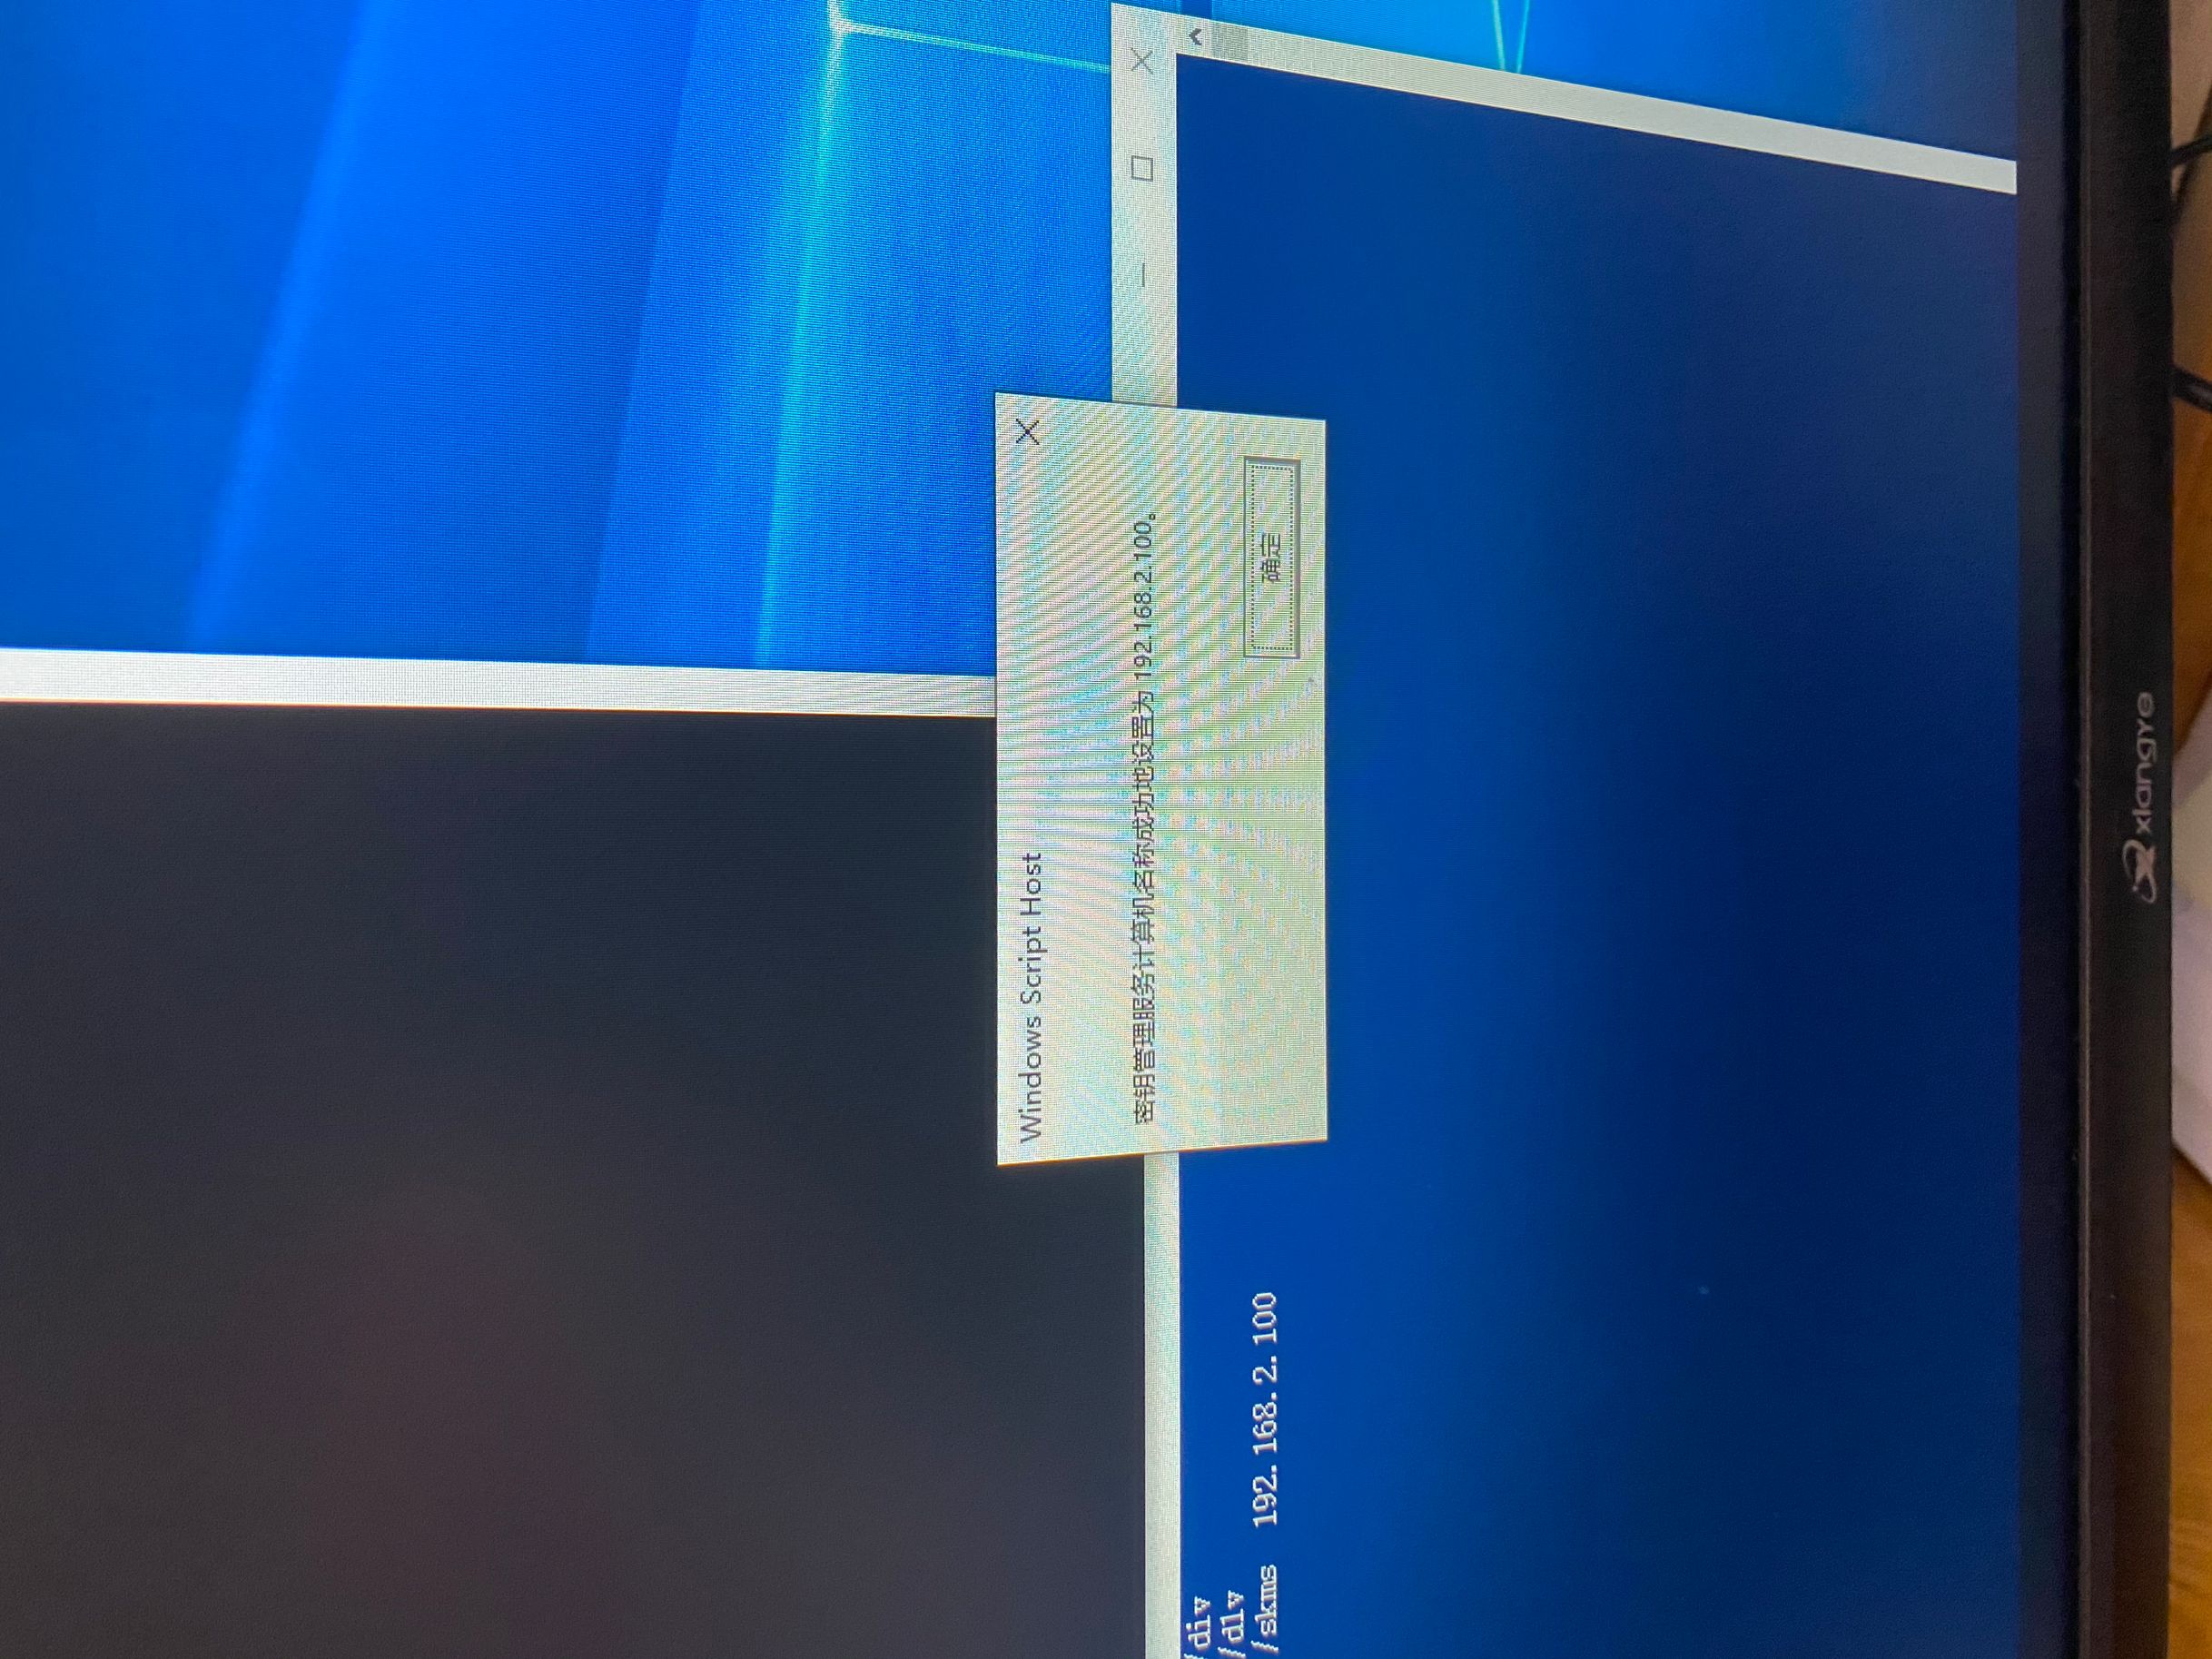 Windows Script Host
密钥管理服务计算机名称成功地设置为 192.168.2.100。
确定
/div
/dlv
/skms 192.168.2.100
xiangye